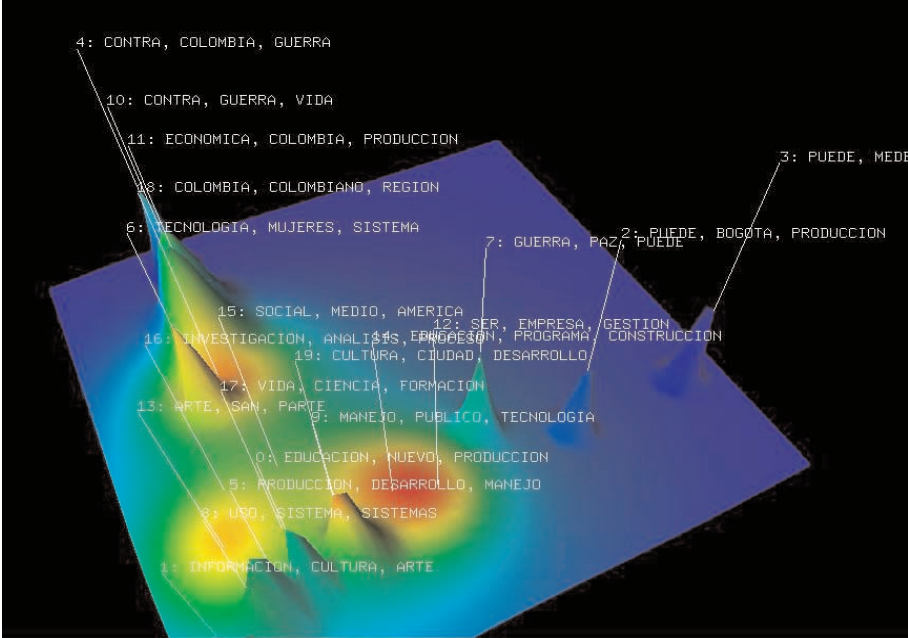 4: CONTRA, COLOMBIA, GUERRA
10: CONTRA, GUERRA, VIDA
11: ECONOMICA, COLOMBIA, PRODUCCION
3: PUEDE, MEDE
18: COLOMBIA, COLOMBIANO, REGION
6: TECNOLOGIA, MUJERES, SISTEMA
2: PUEDE, BOGOTA, PRODUCCION
7: GUERRA, PAZ, PUEDE
15: SOCIAL, MEDIO, AMERICA
12: SER, EMPRESA, GESTION
16: INVESTIGACION, ANALISIS, PROCESO
14: EDUCACION, PROGRAMA, CONSTRUCCION
19: CULTURA, CIUDAD, DESARROLLO
17: VIDA, CIENCIA, FORMACION
13: ARTE, SAN, PARTE
9: MANEJO, PUBLICO, TECNOLOGIA
0: EDUCACION, NUEVO, PRODUCCION
5: PRODUCCION, DESARROLLO, MANEJO
8: USO, SISTEMA, SISTEMAS
1: INFORMACION, CULTURA, ARTE